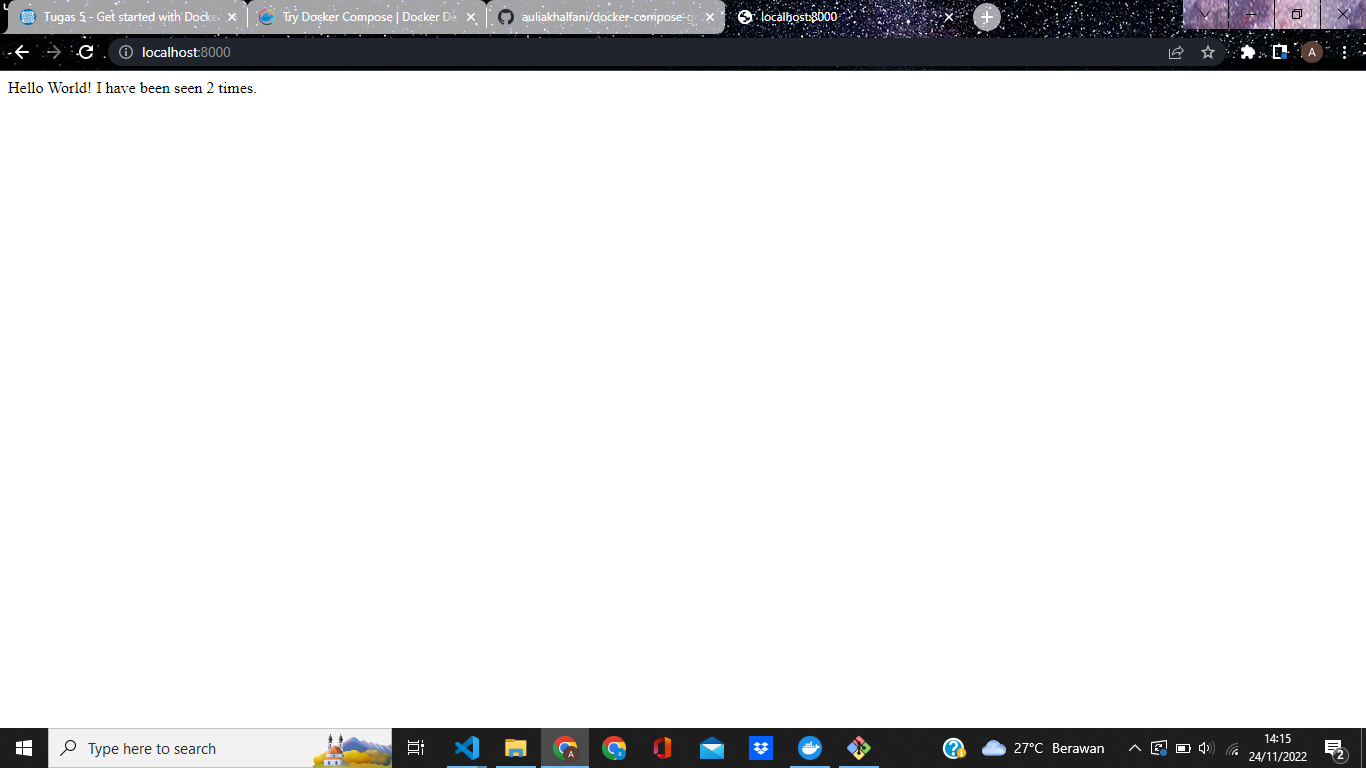 Tugas 5 - Get started with Docke
Try Docker Compose | Docker De
auliakhalfani/docker-compose-g
localhost:8000
localhost:8000
A
Hello World! I have been seen 2 times.
Type here to search
A
27°C Berawan
14:15
24/11/2022
2